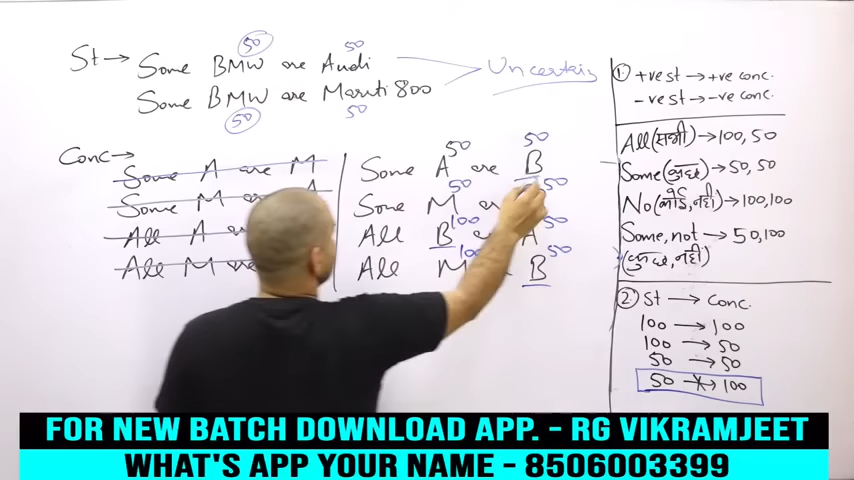 50 50
St → Some BMW are Audi
Some BMW are Maruti 800
50 50
Uncertain
Conc →
Some A are M
Some M are A
All A are
All M are
50 50
Some A are B
50 50
Some M
100 50
All B A
100 50
All M B
1. +ve st → +ve conc.
-ve st → -ve conc.
All (सभी) → 100, 50
Some (कुछ) → 50, 50
No (कोई नहीं) → 100, 100
Some, not → 50, 100
(कुछ, नहीं)
2. St → Conc.
100 → 100
100 → 50
50 → 50
50 → 100
FOR NEW BATCH DOWNLOAD APP. - RG VIKRAMJEET
WHAT'S APP YOUR NAME - 8506003399